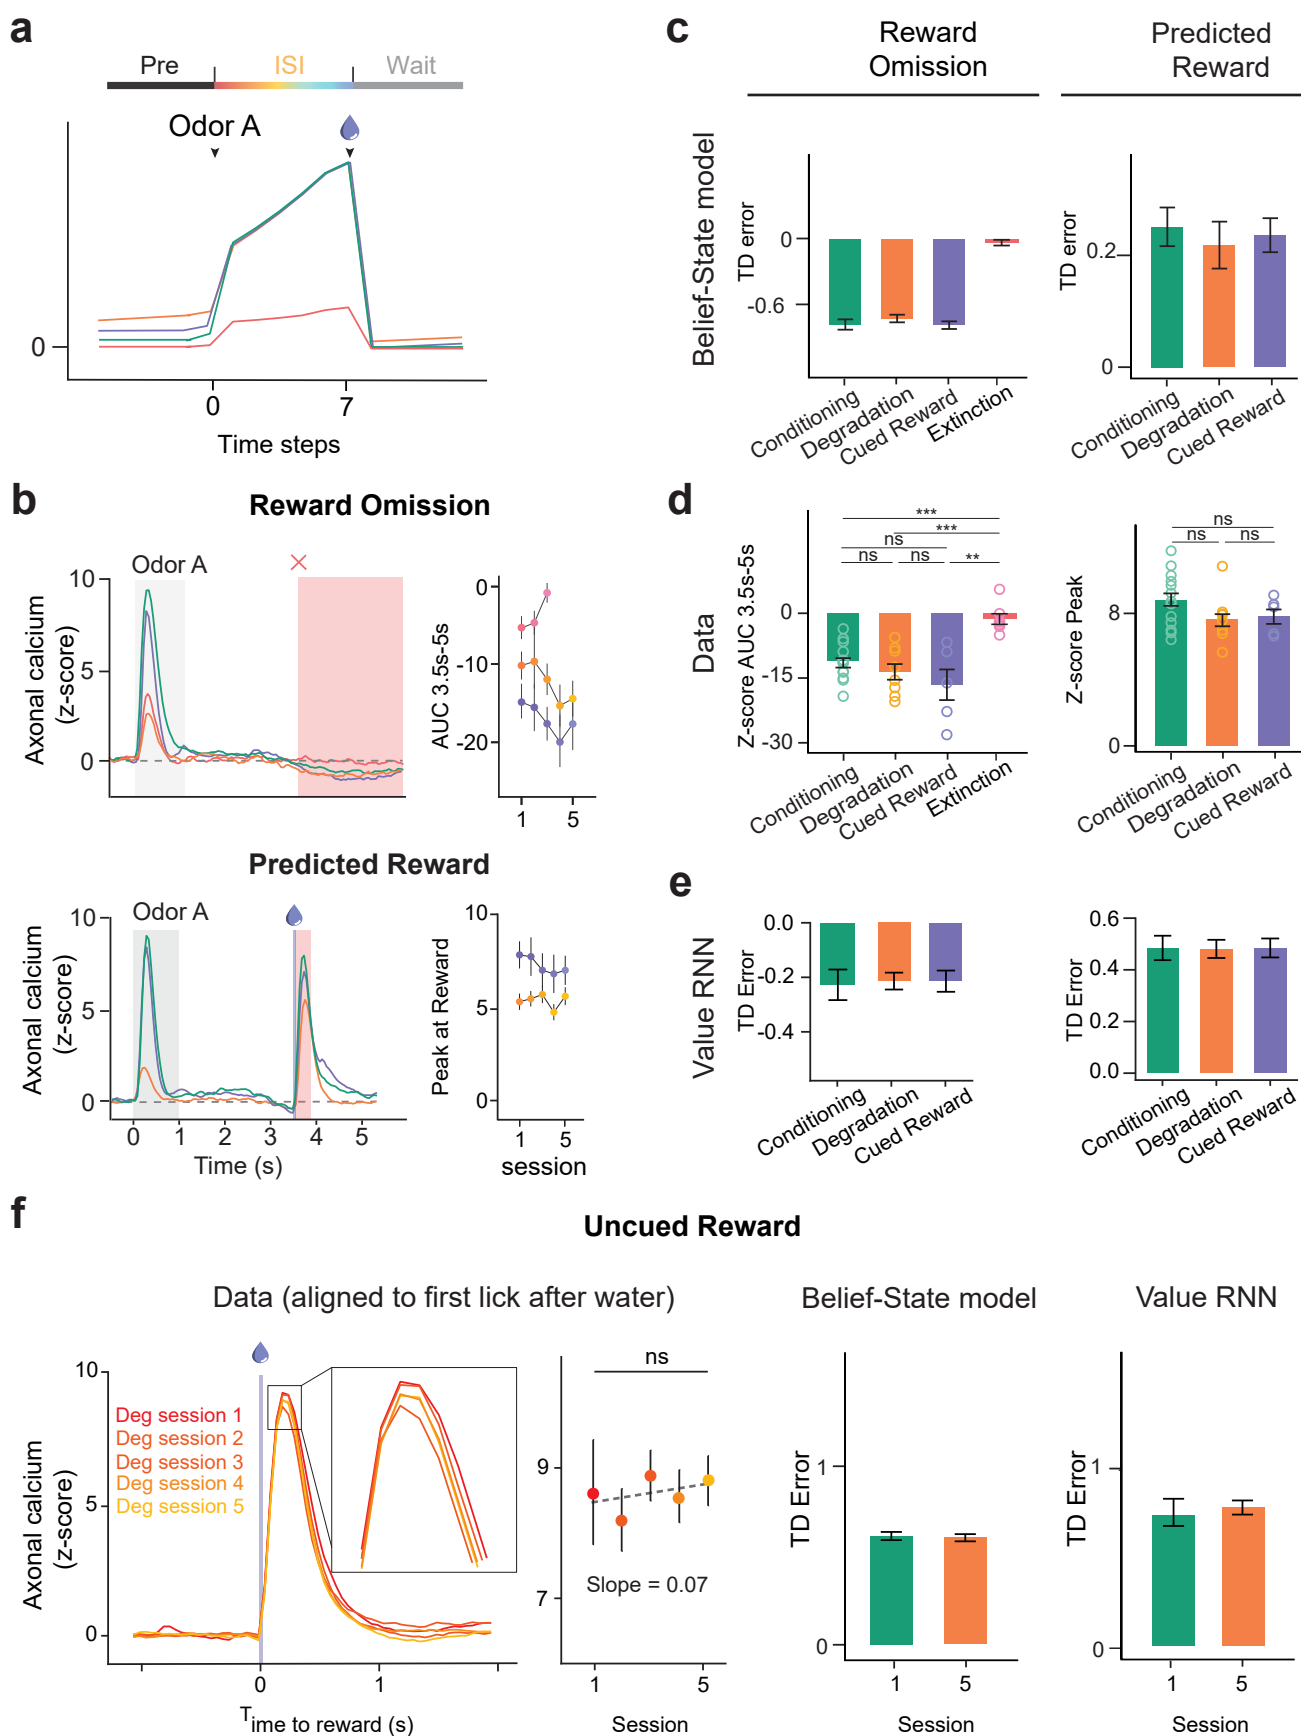 a
Pre
ISI
Wait
Odor A
0
0
7
Time steps
b
Reward Omission
Odor A
10
5
0
Axonal calcium
(z-score)
0
-10
-20
AUC 3.5s-5s
1
5
Predicted Reward
Odor A
10
5
0
Axonal calcium
(z-score)
0
1
2
3
4
5
Time (s)
10
5
0
Peak at Reward
1
5
session
c
Reward
Omission
Predicted
Reward
Belief-State model
TD error
0
-0.6
Conditioning
Degradation
Cued Reward
Extinction
TD error
0.2
0
Conditioning
Degradation
Cued Reward
d
Data
Z-score AUC 3.5s-5s
0
-15
-30
***
***
ns
ns
ns
**
Conditioning
Degradation
Cued Reward
Extinction
Z-score Peak
8
0
ns
ns
ns
Conditioning
Degradation
Cued Reward
e
Value RNN
TD Error
0.0
-0.2
-0.4
Conditioning
Degradation
Cued Reward
TD Error
0.6
0.4
0.2
0.0
Conditioning
Degradation
Cued Reward
f
Uncued Reward
Data (aligned to first lick after water)
Belief-State model
Value RNN
Axonal calcium
(z-score)
10
5
0
Deg session 1
Deg session 2
Deg session 3
Deg session 4
Deg session 5
0
1
Time to reward (s)
ns
9
7
Slope = 0.07
1
5
Session
TD Error
1
0
1
5
Session
TD Error
1
0
1
5
Session